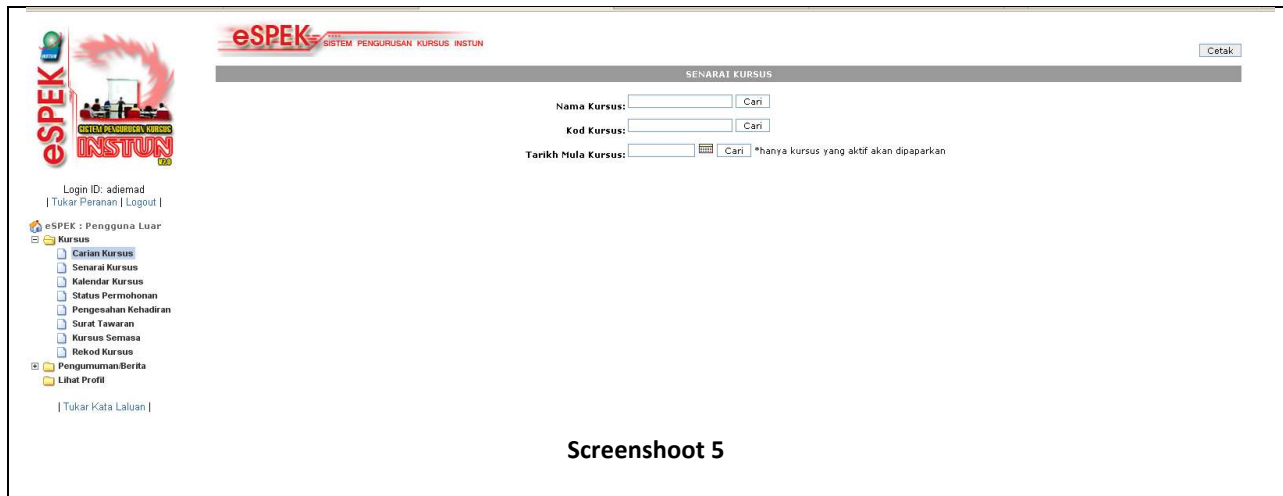 eSPEK
SISTEM PENGURUSAN KURSUS
INSTUN
Login ID: adiemad
| Tukar Peranan | Logout |
eSPEK : Pengguna Luar
Kursus
Carian Kursus
Senarai Kursus
Kalendar Kursus
Status Permohonan
Pengesahan Kehadiran
Surat Tawaran
Kursus Semasa
Rekod Kursus
Pengumuman/Berita
Lihat Profil
| Tukar Kata Laluan |
eSPEK SISTEM PENGURUSAN KURSUS INSTUN
Cetak
SENARAI KURSUS
Nama Kursus: Cari
Kod Kursus: Cari
Tarikh Mula Kursus: Cari *hanya kursus yang aktif akan dipaparkan
Screenshoot 5